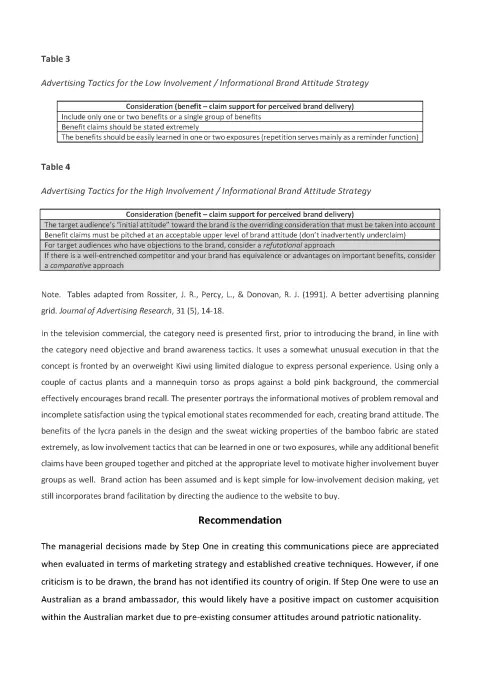 Table 3
Advertising Tactics for the Low Involvement / Informational Brand Attitude Strategy
Consideration (benefit – claim support for perceived brand delivery)
Include only one or two benefits or a single group of benefits
Benefit claims should be stated extremely
The benefits should be easily learned in one or two exposures (repetition serves mainly as a reminder function)
Table 4
Advertising Tactics for the High Involvement / Informational Brand Attitude Strategy
Consideration (benefit – claim support for perceived brand delivery)
The target audience's "initial attitude" toward the brand is the overriding consideration that must be taken into account
Benefit claims must be pitched at an acceptable upper level of brand attitude (don't inadvertently underclaim)
For target audiences who have objections to the brand, consider a refutational approach
If there is a well-entrenched competitor and your brand has equivalence or advantages on important benefits, consider
a comparative approach
Note. Tables adapted from Rossiter, J. R., Percy, L., & Donovan, R. J. (1991). A better advertising planning
grid. Journal of Advertising Research, 31 (5), 14-18.
In the television commercial, the category need is presented first, prior to introducing the brand, in line with
the category need objective and brand awareness tactics. It uses a somewhat unusual execution in that the
concept is fronted by an overweight Kiwi using limited dialogue to express personal experience. Using only a
couple of cactus plants and a mannequin torso as props against a bold pink background, the commercial
effectively encourages brand recall. The presenter portrays the informational motives of problem removal and
incomplete satisfaction using the typical emotional states recommended for each, creating brand attitude. The
benefits of the lycra panels in the design and the sweat wicking properties of the bamboo fabric are stated
extremely, as low involvement tactics that can be learned in one or two exposures, while any additional benefit
claims have been grouped together and pitched at the appropriate level to motivate higher involvement buyer
groups as well. Brand action has been assumed and is kept simple for low-involvement decision making, yet
still incorporates brand facilitation by directing the audience to the website to buy.
Recommendation
The managerial decisions made by Step One in creating this communications piece are appreciated
when evaluated in terms of marketing strategy and established creative techniques. However, if one
criticism is to be drawn, the brand has not identified its country of origin. If Step One were to use an
Australian as a brand ambassador, this would likely have a positive impact on customer acquisition
within the Australian market due to pre-existing consumer attitudes around patriotic nationality.